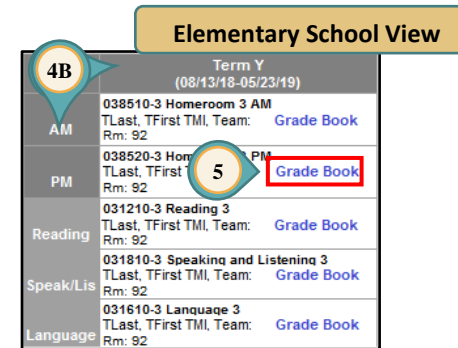 Elementary School View
4B
Term Y
(08/13/18-05/23/19)
AM
038510-3 Homeroom 3 AM
TLast, TFirst TMI, Team: Grade Book
Rm: 92
PM
038520-3 PM
TLast, TFirst 5 Grade Book
Rm: 92
Reading
031210-3 Reading 3
TLast, TFirst TMI, Team: Grade Book
Rm: 92
Speak/Lis
031810-3 Speaking and Listening 3
TLast, TFirst TMI, Team: Grade Book
Rm: 92
Language
031610-3 Language 3
TLast, TFirst TMI, Team: Grade Book
Rm: 92